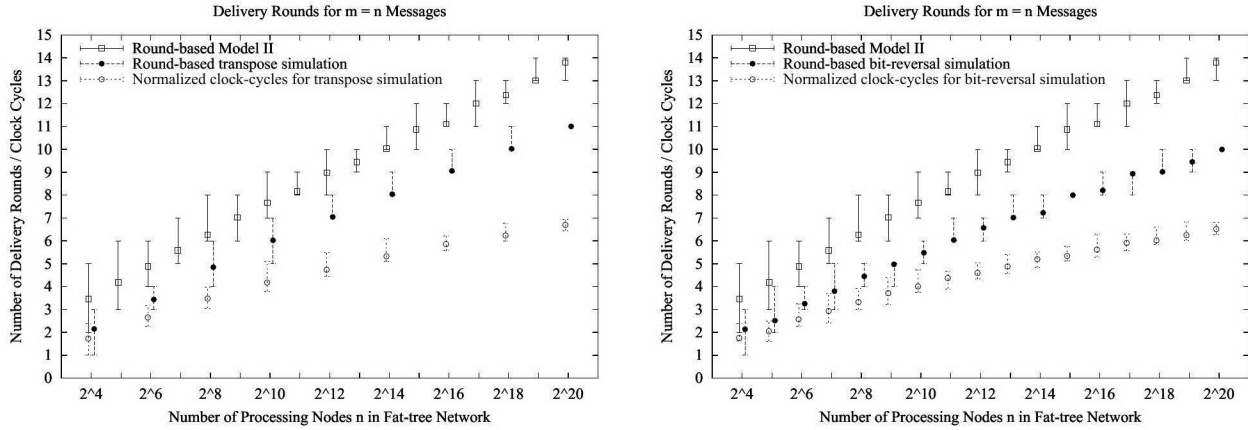 Delivery Rounds for m = n Messages
Number of Delivery Rounds / Clock Cycles
15
14
13
12
11
10
9
8
7
6
5
4
3
2
1
0
Round-based Model II
Round-based transpose simulation
Normalized clock-cycles for transpose simulation
2^4 2^6 2^8 2^10 2^12 2^14 2^16 2^18 2^20
Number of Processing Nodes n in Fat-tree Network
Delivery Rounds for m = n Messages
Number of Delivery Rounds / Clock Cycles
15
14
13
12
11
10
9
8
7
6
5
4
3
2
1
0
Round-based Model II
Round-based bit-reversal simulation
Normalized clock-cycles for bit-reversal simulation
2^4 2^6 2^8 2^10 2^12 2^14 2^16 2^18 2^20
Number of Processing Nodes n in Fat-tree Network